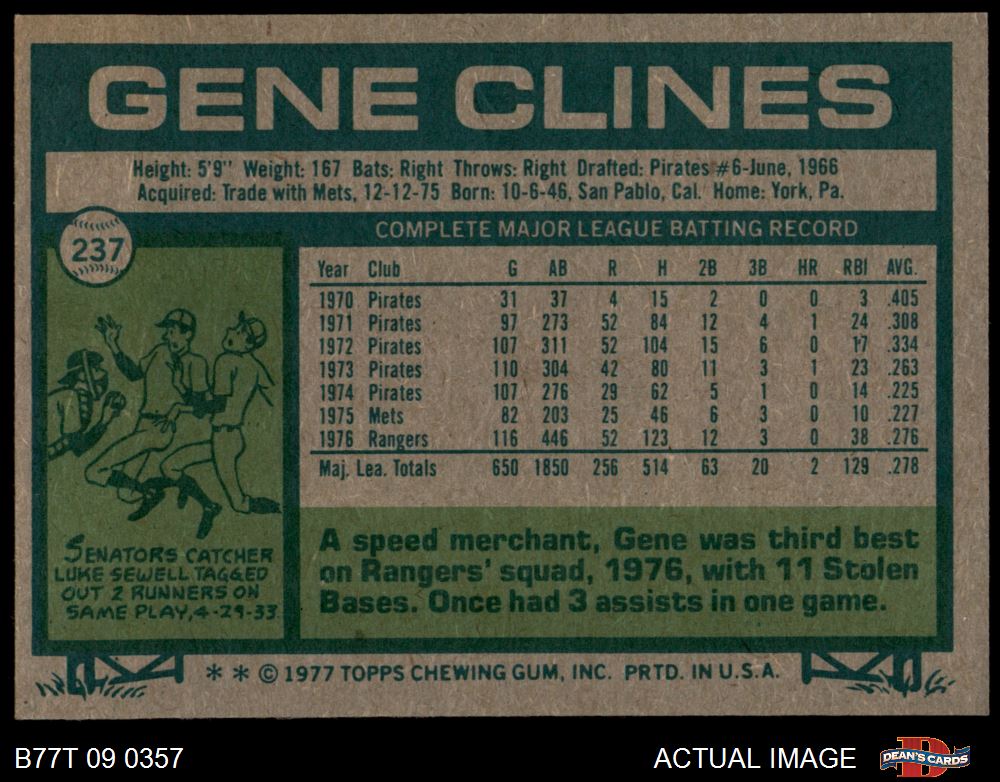 GENE CLINES
Height: 5'9" Weight: 167 Bats: Right Throws: Right Drafted: Pirates #6-June, 1966
Acquired: Trade with Mets, 12-12-75 Born: 10-6-46, San Pablo, Cal. Home: York, Pa.
237
COMPLETE MAJOR LEAGUE BATTING RECORD
Year Club G AB R H 2B 3B HR RBI AVG.
1970 Pirates 31 37 4 15 2 0 0 3 .405
1971 Pirates 97 273 52 84 12 4 1 24 .308
1972 Pirates 107 311 52 104 15 6 0 17 .334
1973 Pirates 110 304 42 80 11 3 1 23 .263
1974 Pirates 107 276 29 62 5 1 0 14 .225
1975 Mets 82 203 25 46 6 3 0 10 .227
1976 Rangers 116 446 52 123 12 3 0 38 .276
Maj. Lea. Totals 650 1850 256 514 63 20 2 129 .278
SENATORS CATCHER
LUKE SEWELL TAGGED
OUT 2 RUNNERS ON
SAME PLAY, 4-29-33
A speed merchant, Gene was third best
on Rangers' squad, 1976, with 11 Stolen
Bases. Once had 3 assists in one game.
* * © 1977 TOPPS CHEWING GUM, INC. PRTD. IN U.S.A.
B77T 09 0357
ACTUAL IMAGE
DEAN'S CARDS